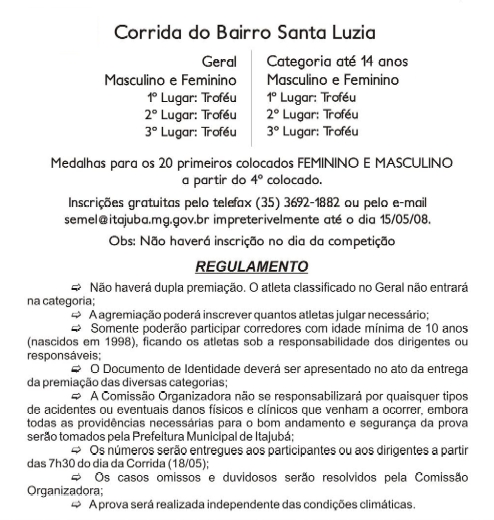 Corrida do Bairro Santa Luzia
Geral
Masculino e Feminino
1º Lugar: Troféu
2º Lugar: Troféu
3º Lugar: Troféu
Categoria até 14 anos
Masculino e Feminino
1º Lugar: Troféu
2º Lugar: Troféu
3º Lugar: Troféu
Medalhas para os 20 primeiros colocados FEMININO E MASCULINO
a partir do 4º colocado.
Inscrições gratuitas pelo telefax (35) 3692-1882 ou pelo e-mail
semel@itajuba.mg.gov.br impreterivelmente até o dia 15/05/08.
Obs: Não haverá inscrição no dia da competição
REGULAMENTO
➪ Não haverá dupla premiação. O atleta classificado no Geral não entrará
na categoria;
➪ A agremiação poderá inscrever quantos atletas julgar necessário;
➪ Somente poderão participar corredores com idade mínima de 10 anos
(nascidos em 1998), ficando os atletas sob a responsabilidade dos dirigentes ou
responsáveis;
➪ O Documento de Identidade deverá ser apresentado no ato da entrega
da premiação das diversas categorias;
➪ A Comissão Organizadora não se responsabilizará por quaisquer tipos
de acidentes ou eventuais danos físicos e clínicos que venham a ocorrer, embora
todas as providências necessárias para o bom andamento e segurança da prova
serão tomados pela Prefeitura Municipal de Itajubá;
➪ Os números serão entregues aos participantes ou aos dirigentes a partir
das 7h30 do dia da Corrida (18/05);
➪ Os casos omissos e duvidosos serão resolvidos pela Comissão
Organizadora;
➪ A prova será realizada independente das condições climáticas.